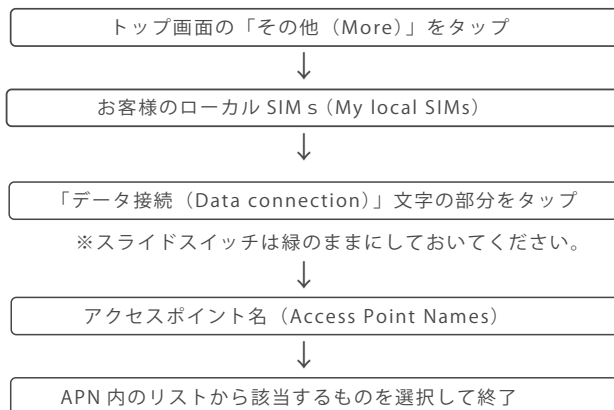 トップ画面の「その他（More）」をタップ
↓
お客様のローカル SIM s（My local SIMs）
↓
「データ接続（Data connection）」文字の部分をタップ
※スライドスイッチは緑のままにしておいてください。
↓
アクセスポイント名（Access Point Names）
↓
APN 内のリストから該当するものを選択して終了